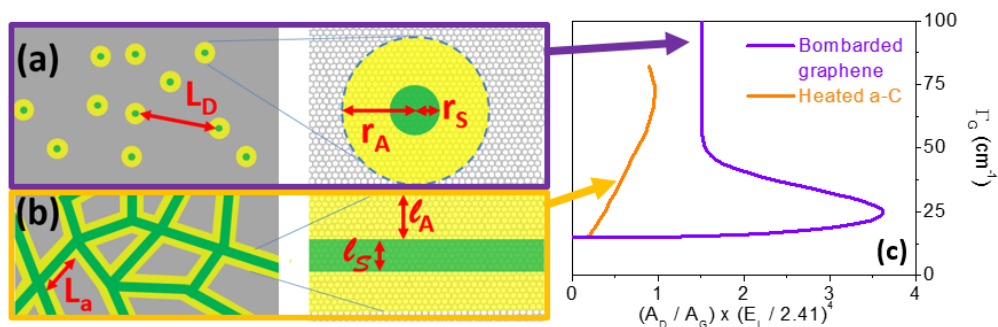 (a)
L_D
r_A
r_S
(b)
L_a
ℓ_A
ℓ_S
Bombarded
graphene
Heated a-C
100
75
50
25
0
Γ_G (cm⁻¹)
(c)
0 1 2 3 4
(A_D / A_G) x (E_L / 2.41)⁴